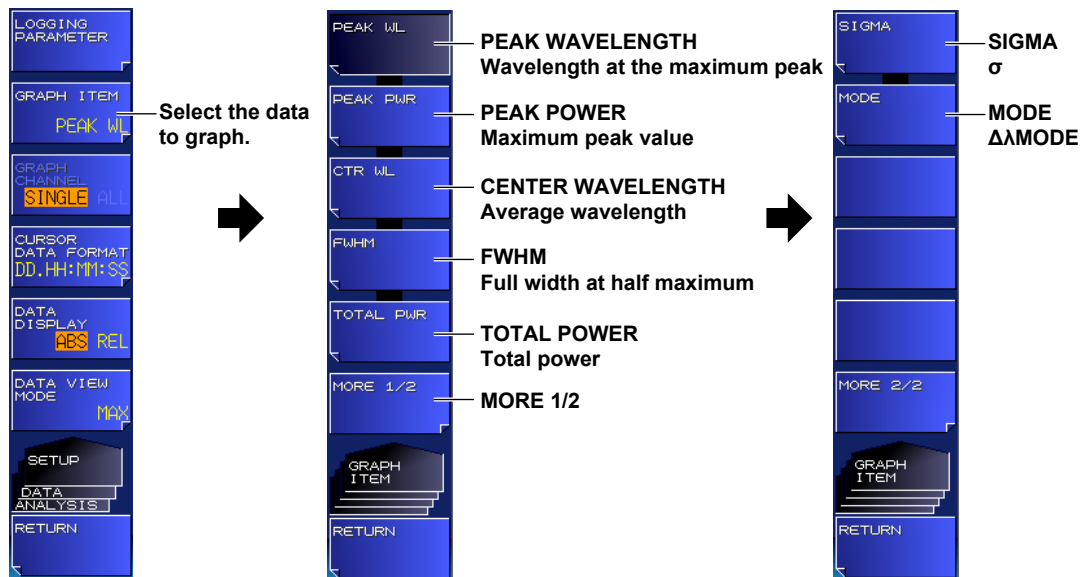 LOGGING
PARAMETER
GRAPH ITEM
PEAK WL
GRAPH
CHANNEL
SINGLE ALL
CURSOR
DATA FORMAT
DD.HH:MM:SS
DATA
DISPLAY
ABS REL
DATA VIEW
MODE
MAX
SETUP
DATA
ANALYSIS
RETURN
Select the data
to graph.
PEAK WL
PEAK PWR
CTR WL
FWHM
TOTAL PWR
MORE 1/2
GRAPH
ITEM
RETURN
PEAK WAVELENGTH
Wavelength at the maximum peak
PEAK POWER
Maximum peak value
CENTER WAVELENGTH
Average wavelength
FWHM
Full width at half maximum
TOTAL POWER
Total power
MORE 1/2
SIGMA
MODE
MORE 2/2
GRAPH
ITEM
RETURN
SIGMA
σ
MODE
ΔλMODE